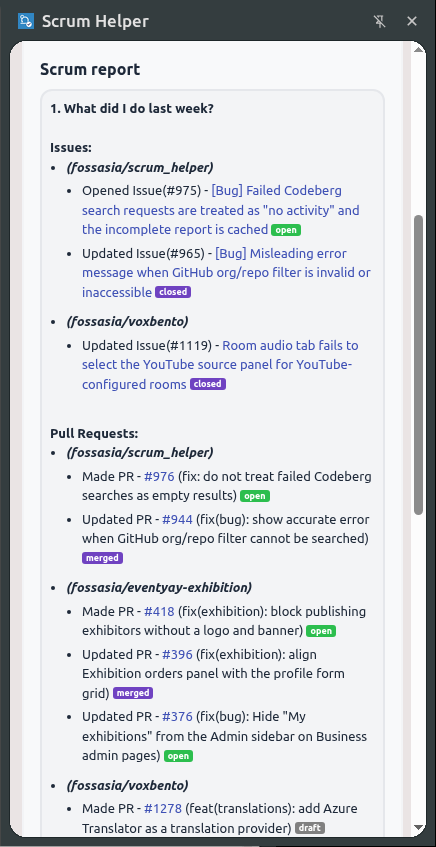 Scrum Helper
Scrum report
1. What did I do last week?
Issues:
(fossasia/scrum_helper)
Opened Issue(#975) - [Bug] Failed Codeberg
search requests are treated as "no activity" and
the incomplete report is cached open
Updated Issue(#965) - [Bug] Misleading error
message when GitHub org/repo filter is invalid or
inaccessible closed
(fossasia/voxbento)
Updated Issue(#1119) - Room audio tab fails to
select the YouTube source panel for YouTube-
configured rooms closed
Pull Requests:
(fossasia/scrum_helper)
Made PR - #976 (fix: do not treat failed Codeberg
searches as empty results) open
Updated PR - #944 (fix(bug): show accurate error
when GitHub org/repo filter cannot be searched)
merged
(fossasia/eventyay-exhibition)
Made PR - #418 (fix(exhibition): block publishing
exhibitors without a logo and banner) open
Updated PR - #396 (fix(exhibition): align
Exhibition orders panel with the profile form
grid) merged
Updated PR - #376 (fix(bug): Hide "My
exhibitions" from the Admin sidebar on Business
admin pages) open
(fossasia/voxbento)
Made PR - #1278 (feat(translations): add Azure
Translator as a translation provider) draft